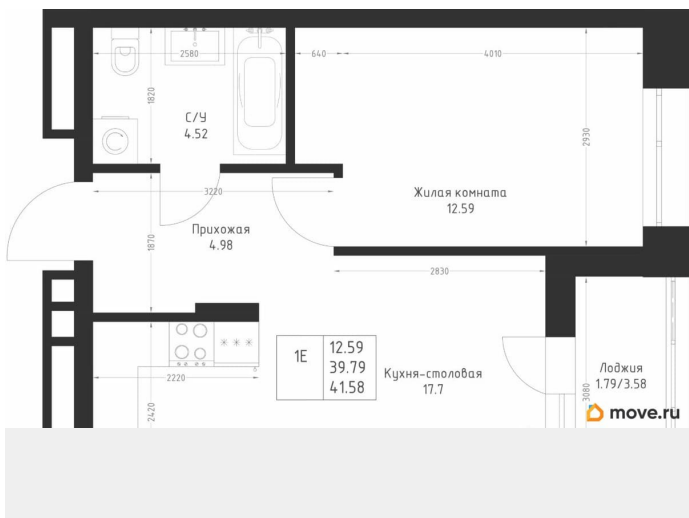 2580
640
4010
1820
С/У
4.52
2930
3220
Жилая комната
12.59
Прихожая
4.98
1870
2830
1Е
12.59
39.79
41.58
Кухня-столовая
17.7
Лоджия
1.79/3.58
2220
2420
3080
move.ru